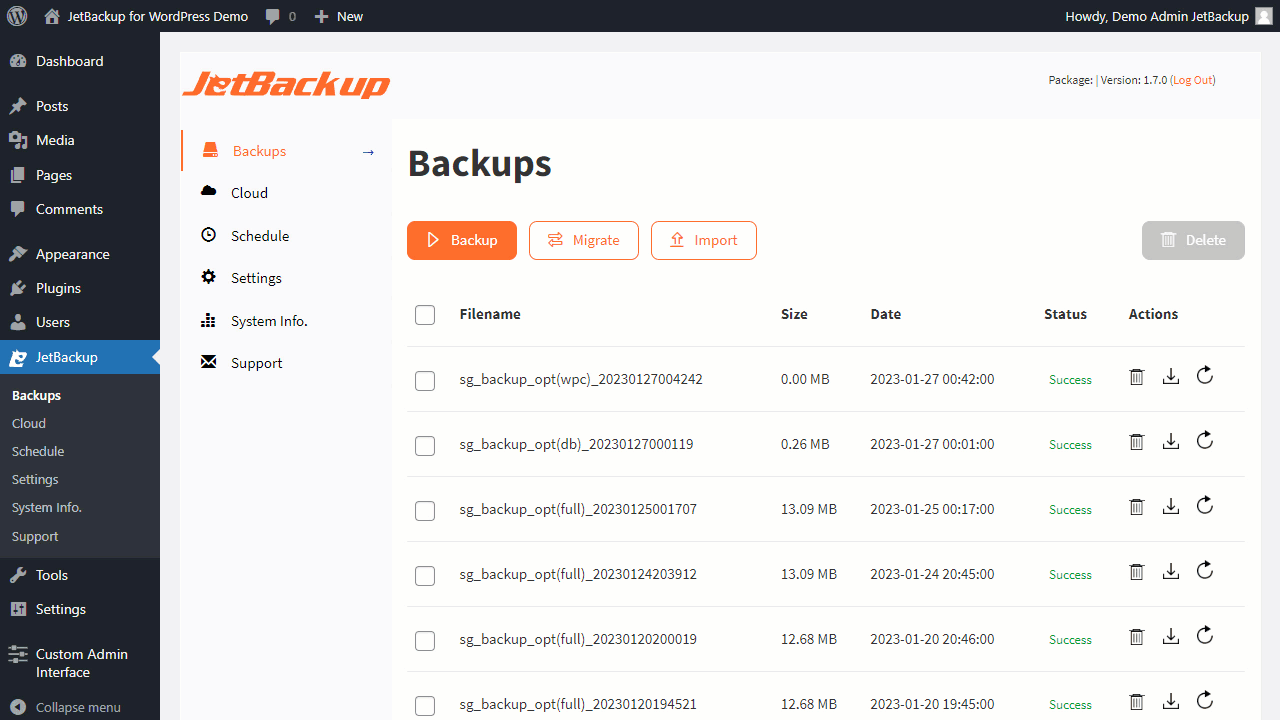 JetBackup for WordPress Demo 0 New Howdy, Demo Admin JetBackup
Dashboard
Posts
Media
Pages
Comments
Appearance
Plugins
Users
JetBackup
Backups
Cloud
Schedule
Settings
System Info.
Support
Tools
Settings
Custom Admin
Interface
Collapse menu
JetBackup
Package: | Version: 1.7.0 (Log Out)
Backups →
Cloud
Schedule
Settings
System Info.
Support
Backups
Backup Migrate Import Delete
Filename Size Date Status Actions
sg_backup_opt(wpc)_20230127004242 0.00 MB 2023-01-27 00:42:00 Success
sg_backup_opt(db)_20230127000119 0.26 MB 2023-01-27 00:01:00 Success
sg_backup_opt(full)_20230125001707 13.09 MB 2023-01-25 00:17:00 Success
sg_backup_opt(full)_20230124203912 13.09 MB 2023-01-24 20:45:00 Success
sg_backup_opt(full)_20230120200019 12.68 MB 2023-01-20 20:46:00 Success
sg_backup_opt(full)_20230120194521 12.68 MB 2023-01-20 19:45:00 Success